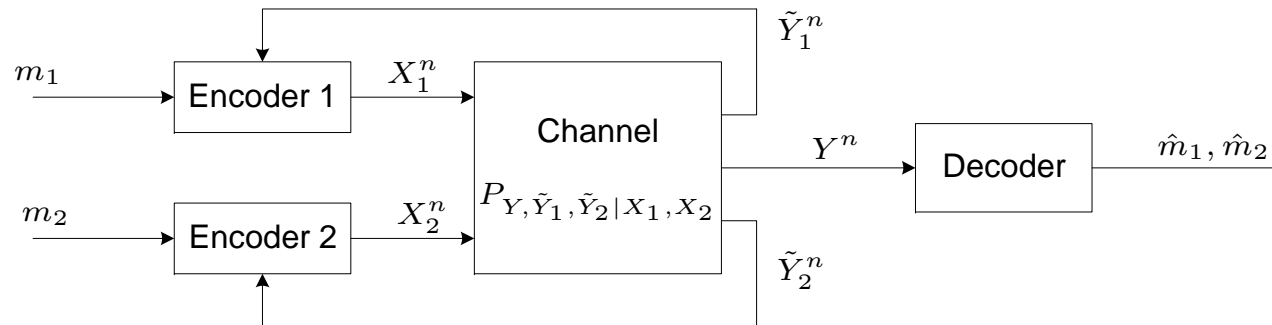 Ỹ₁ⁿ
m₁
Encoder 1
X₁ⁿ
Channel
P_{Y,Ỹ₁,Ỹ₂|X₁,X₂}
Yⁿ
Decoder
m̂₁, m̂₂
m₂
Encoder 2
X₂ⁿ
Ỹ₂ⁿ